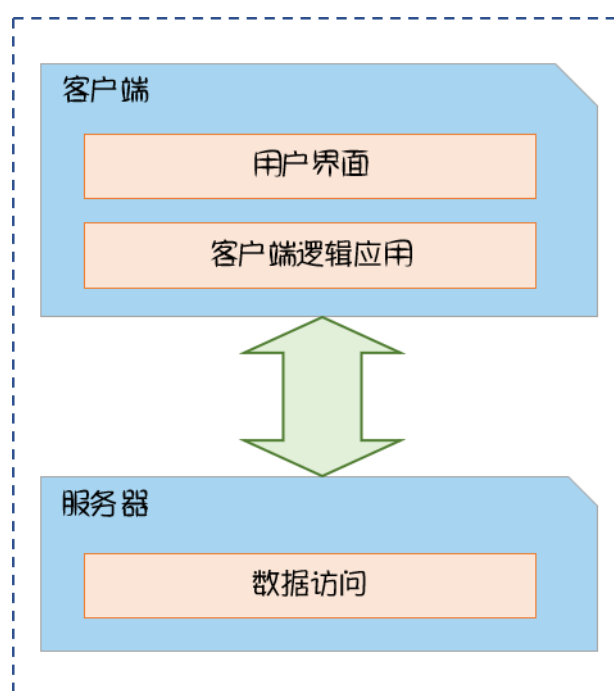 客户端
用户界面
客户端逻辑应用
服务器
数据访问